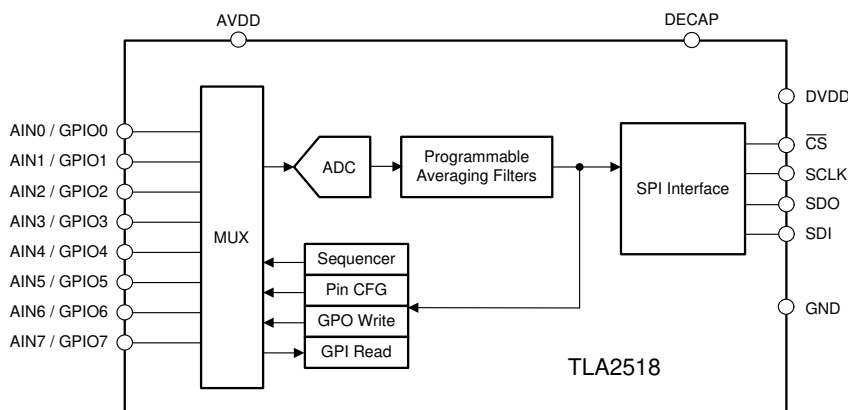 AVDD
DECAP
DVDD
AIN0 / GPIO0
AIN1 / GPIO1
AIN2 / GPIO2
AIN3 / GPIO3
AIN4 / GPIO4
AIN5 / GPIO5
AIN6 / GPIO6
AIN7 / GPIO7
MUX
ADC
Programmable
Averaging Filters
SPI Interface
C̅S̅
SCLK
SDO
SDI
Sequencer
Pin CFG
GPO Write
GPI Read
GND
TLA2518